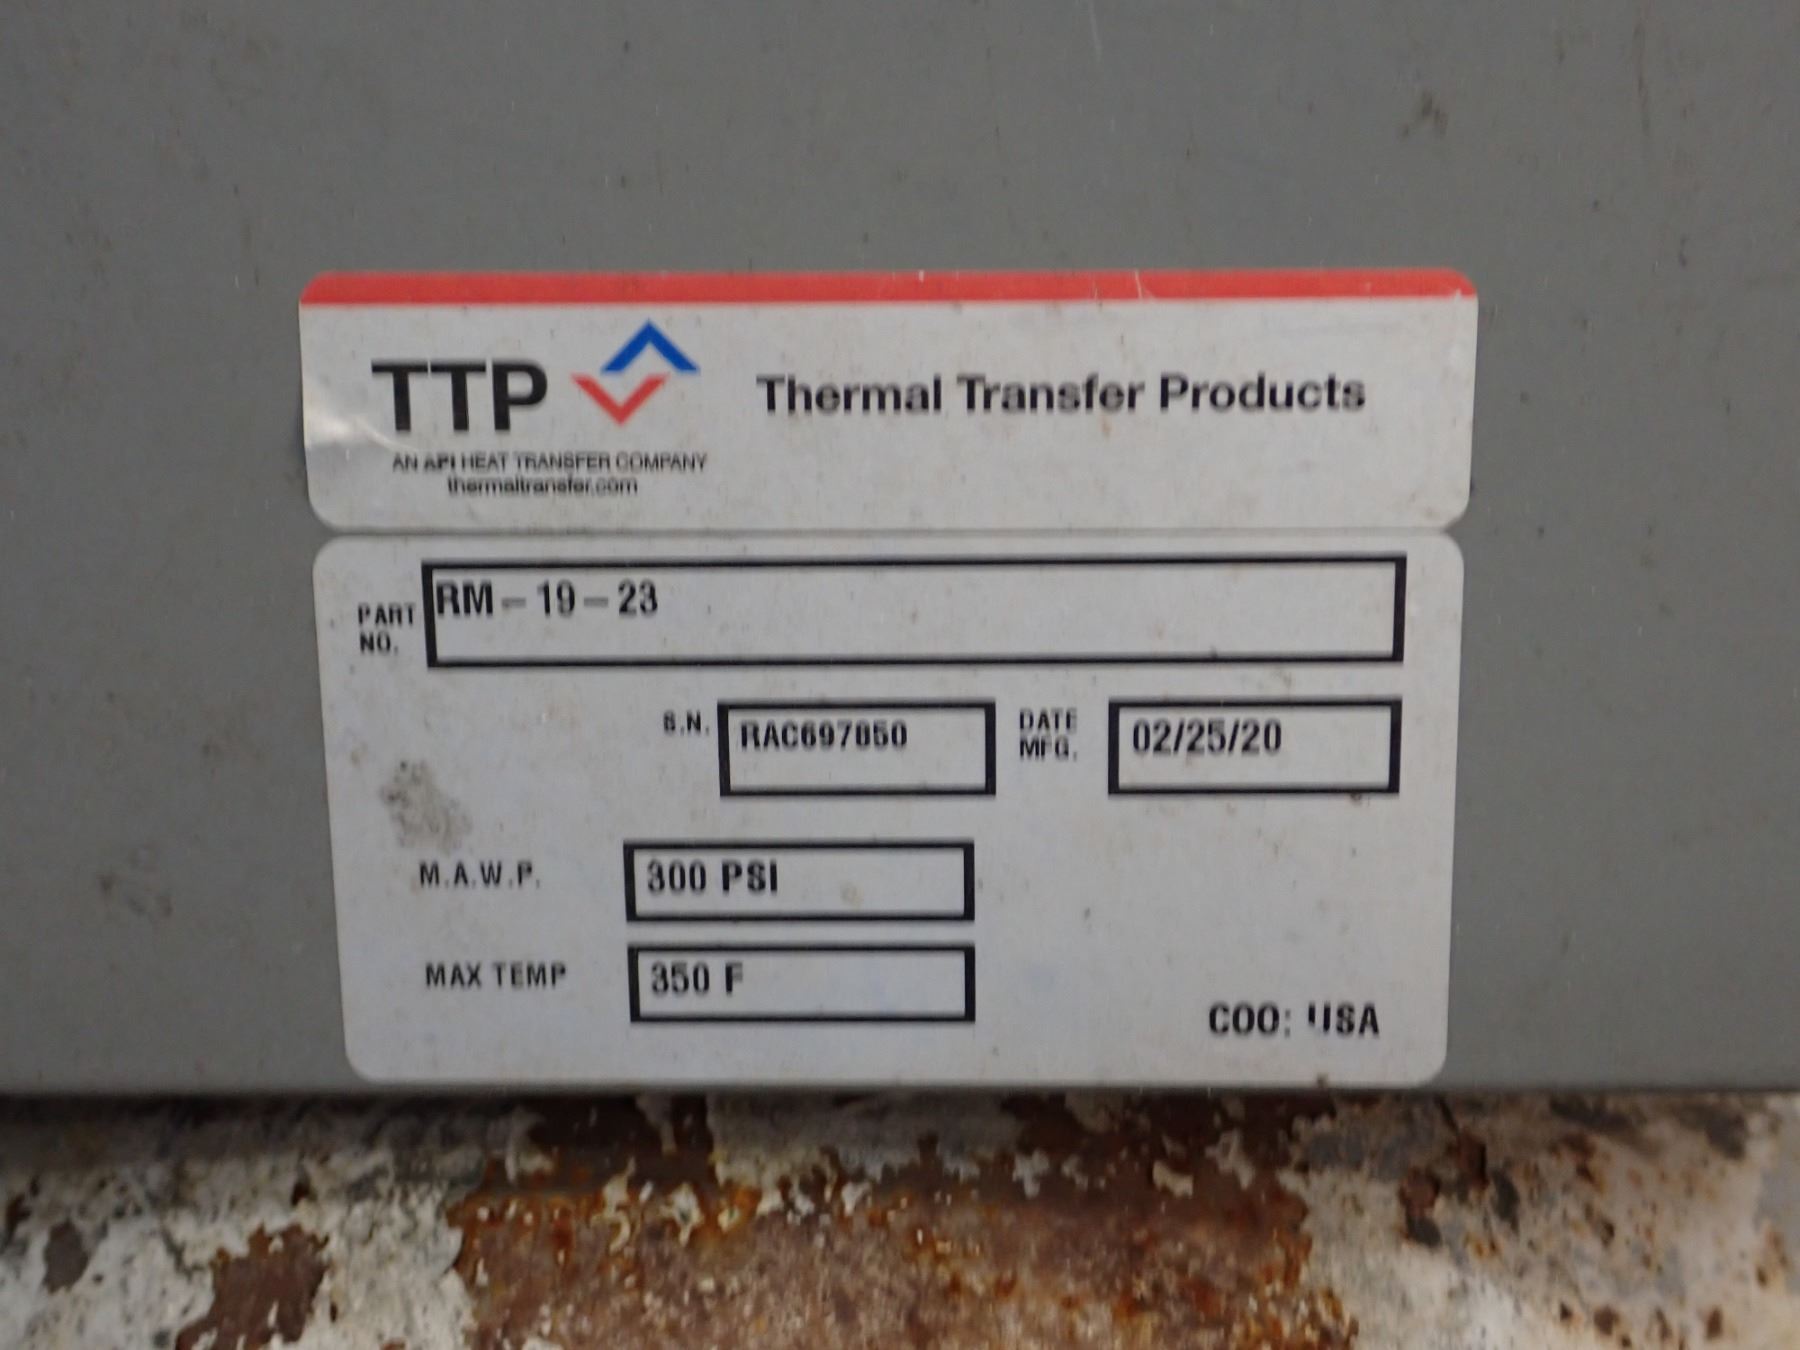 TTP Thermal Transfer Products
AN API HEAT TRANSFER COMPANY
thermaltransfer.com
PART NO. RM-19-23
S.N. RAC697850 DATE MFG. 02/25/20
M.A.W.P. 300 PSI
MAX TEMP 350 F
COO: USA